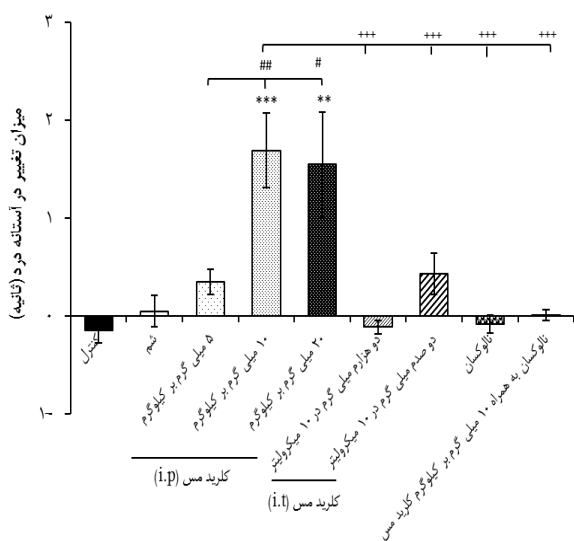 ۳
+++ +++ +++ +++
## #
*** **
۲
۱
۰
۱-
میزان تغییر در آستانه درد (ثانیه)
کنترل
شم
۵ میلی گرم بر کیلوگرم
۱۰ میلی گرم بر کیلوگرم
۲۰ میلی گرم بر کیلوگرم
دو هزارم میلی گرم در ۱۰ میکرولیتر
دو صدم میلی گرم در ۱۰ میکرولیتر
نالوکسان
نالوکسان به همراه ۱۰ میلی گرم بر کیلوگرم کلرید مس
کلرید مس (i.p)
کلرید مس (i.t)